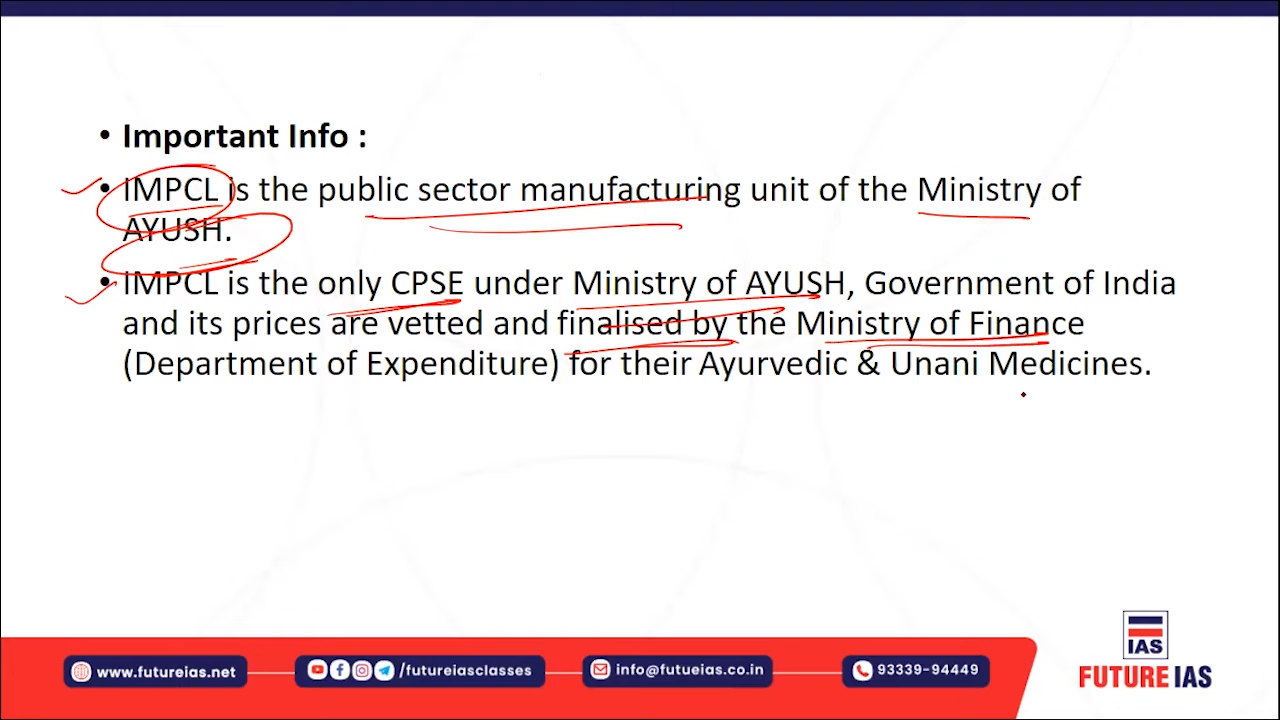 • Important Info :
• IMPCL is the public sector manufacturing unit of the Ministry of
AYUSH.
• IMPCL is the only CPSE under Ministry of AYUSH, Government of India
and its prices are vetted and finalised by the Ministry of Finance
(Department of Expenditure) for their Ayurvedic & Unani Medicines.
IAS
FUTURE IAS
www.futureias.net
/futureiasclasses
info@futueias.co.in
93339-94449